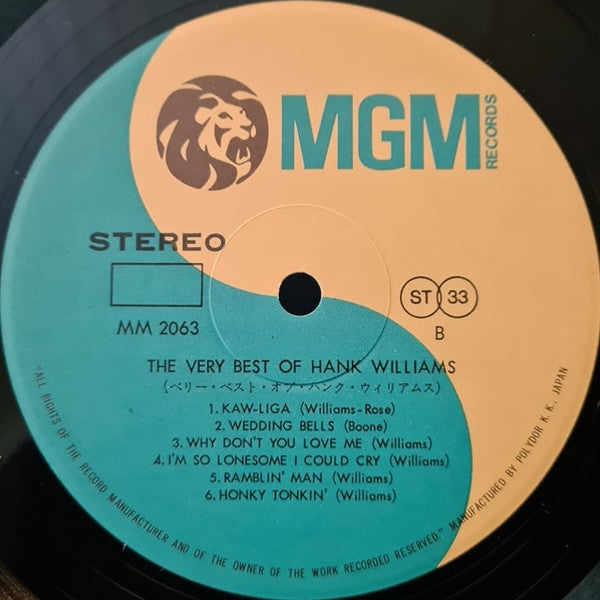 MGM
RECORDS
STEREO
MM 2063
ST 33
B
THE VERY BEST OF HANK WILLIAMS
(ベリー・ベスト・オブ・ハンク・ウィリアムス)
1. KAW-LIGA (Williams-Rose)
2. WEDDING BELLS (Boone)
3. WHY DON'T YOU LOVE ME (Williams)
4. I'M SO LONESOME I COULD CRY (Williams)
5. RAMBLIN' MAN (Williams)
6. HONKY TONKIN' (Williams)
"ALL RIGHTS OF THE RECORD MANUFACTURER AND OF THE OWNER OF THE WORK RECORDED RESERVED." MANUFACTURED BY POLYDOR K. K., JAPAN